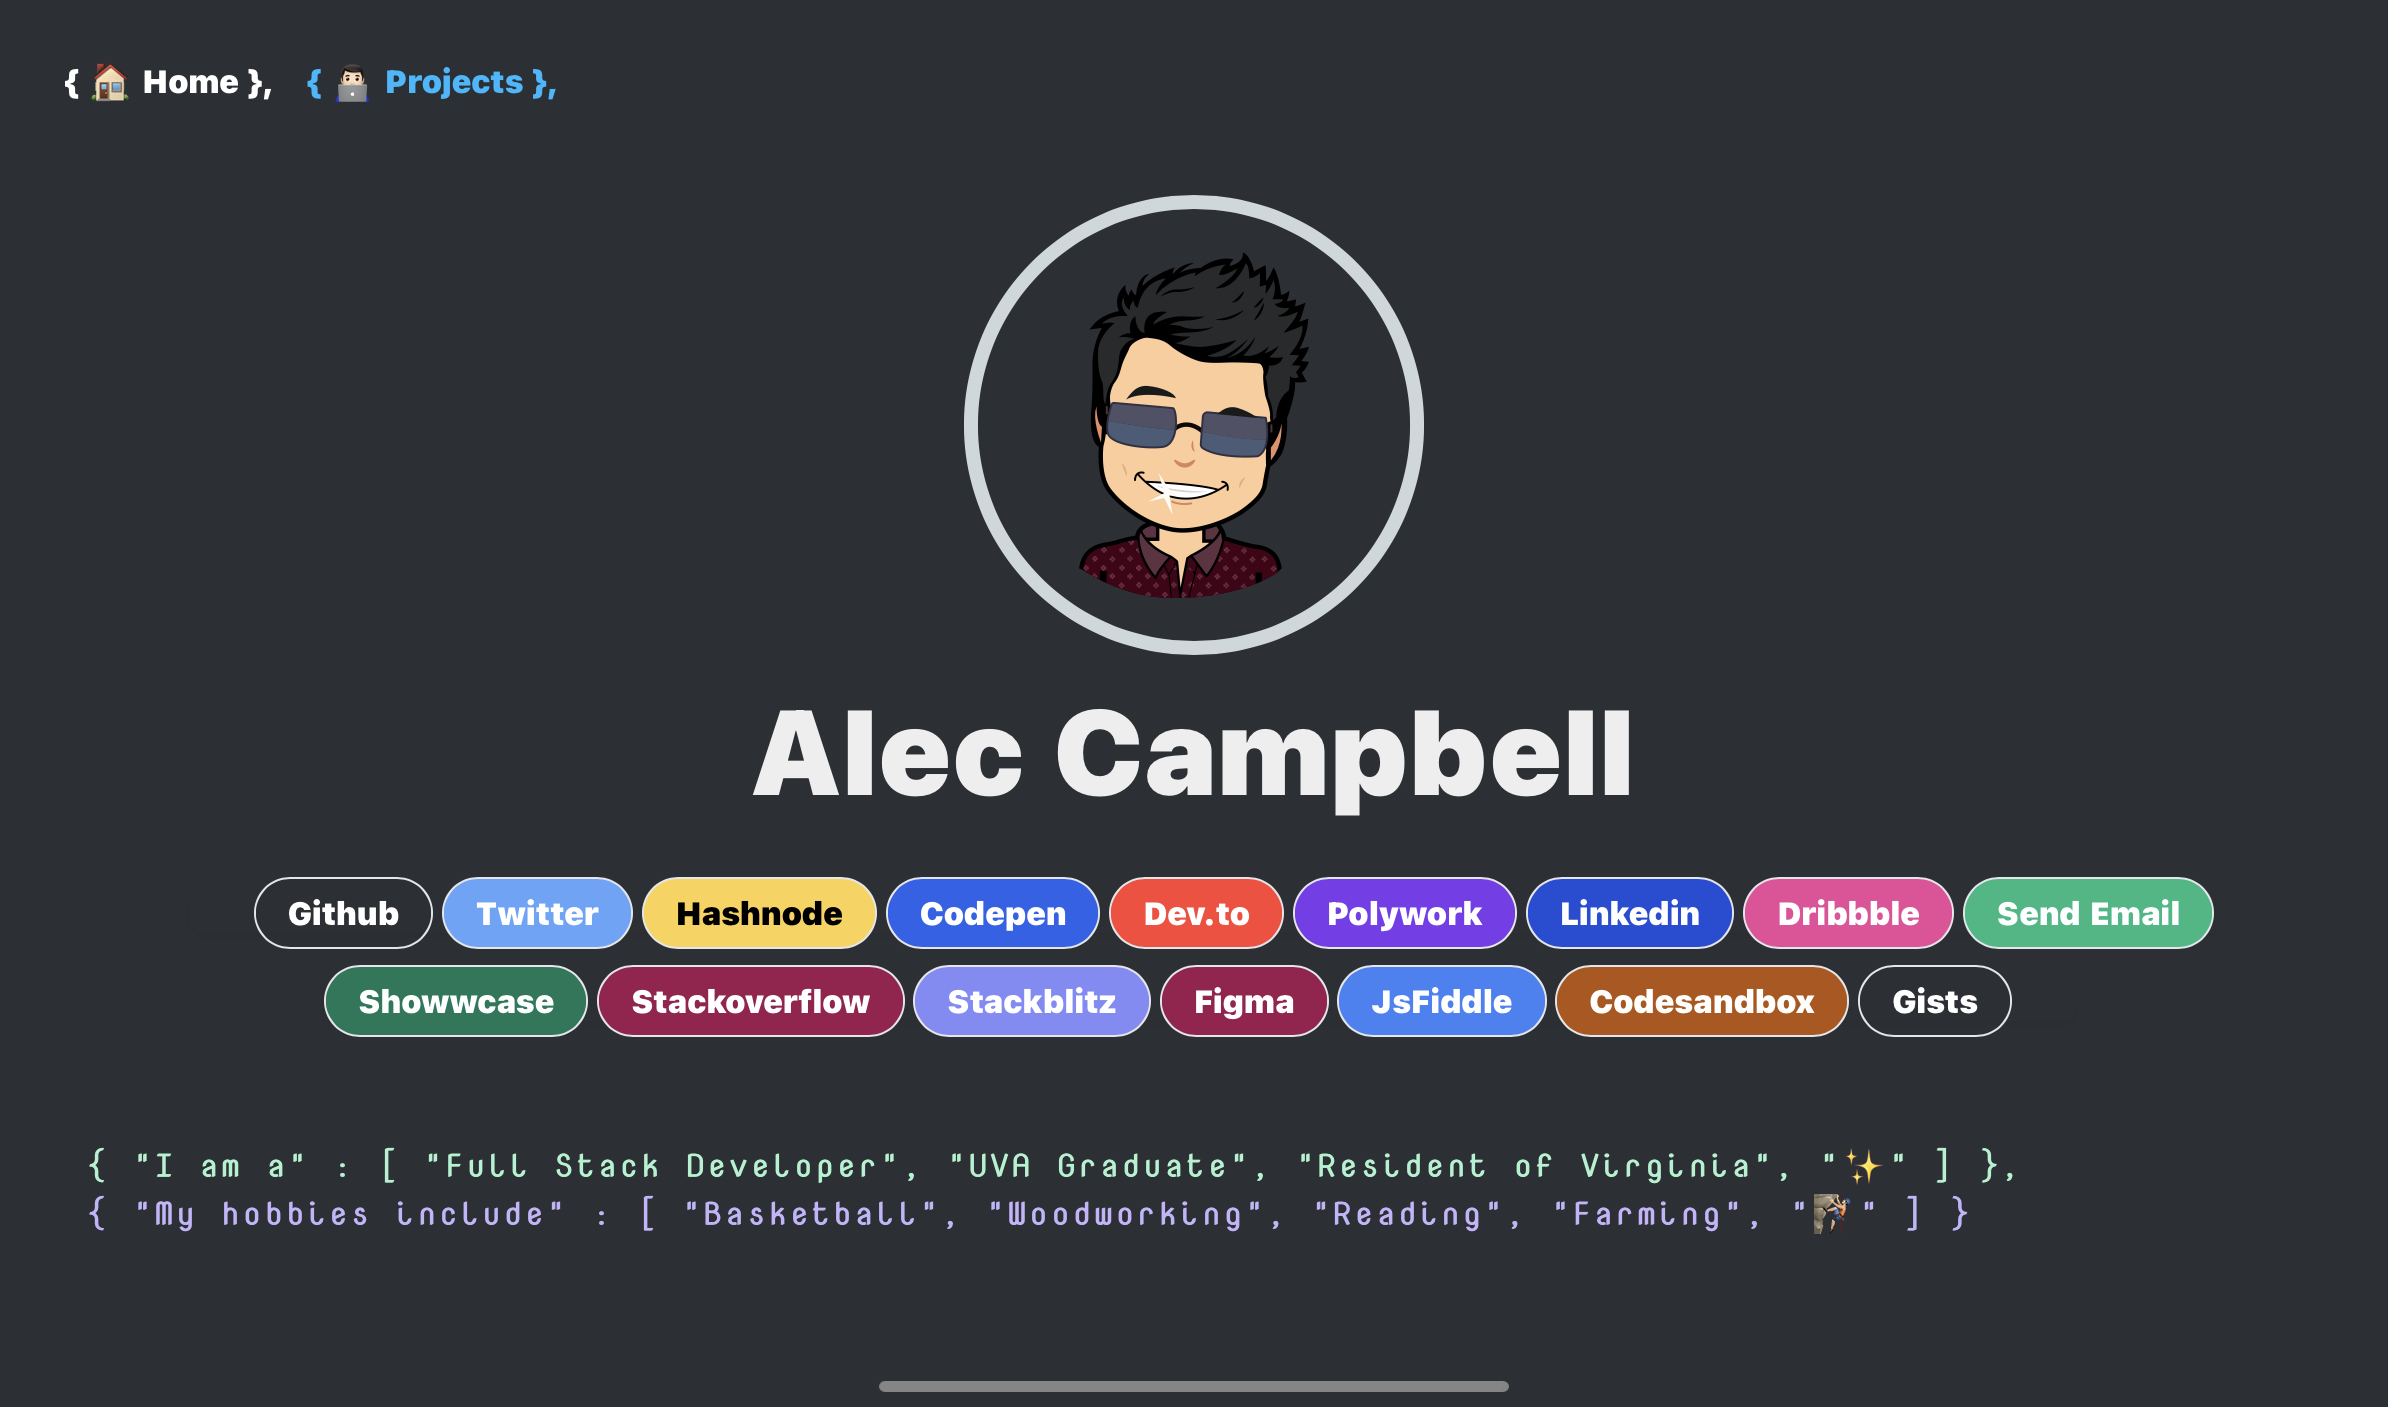 { 🏠 Home }, { 👨🏻‍💻 Projects },
Alec Campbell
Github Twitter Hashnode Codepen Dev.to Polywork Linkedin Dribbble Send Email
Showwcase Stackoverflow Stackblitz Figma JsFiddle Codesandbox Gists
{ "I am a" : [ "Full Stack Developer", "UVA Graduate", "Resident of Virginia", "✨" ] },
{ "My hobbies include" : [ "Basketball", "Woodworking", "Reading", "Farming", "🧗" ] }